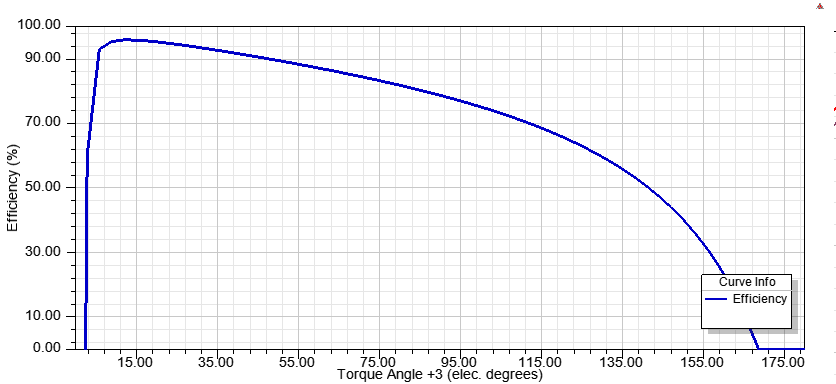 100.00
90.00
70.00
50.00
30.00
10.00
0.00
Efficiency (%)
15.00 35.00 55.00 75.00 95.00 115.00 135.00 155.00 175.00
Torque Angle +3 (elec. degrees)
Curve Info
Efficiency